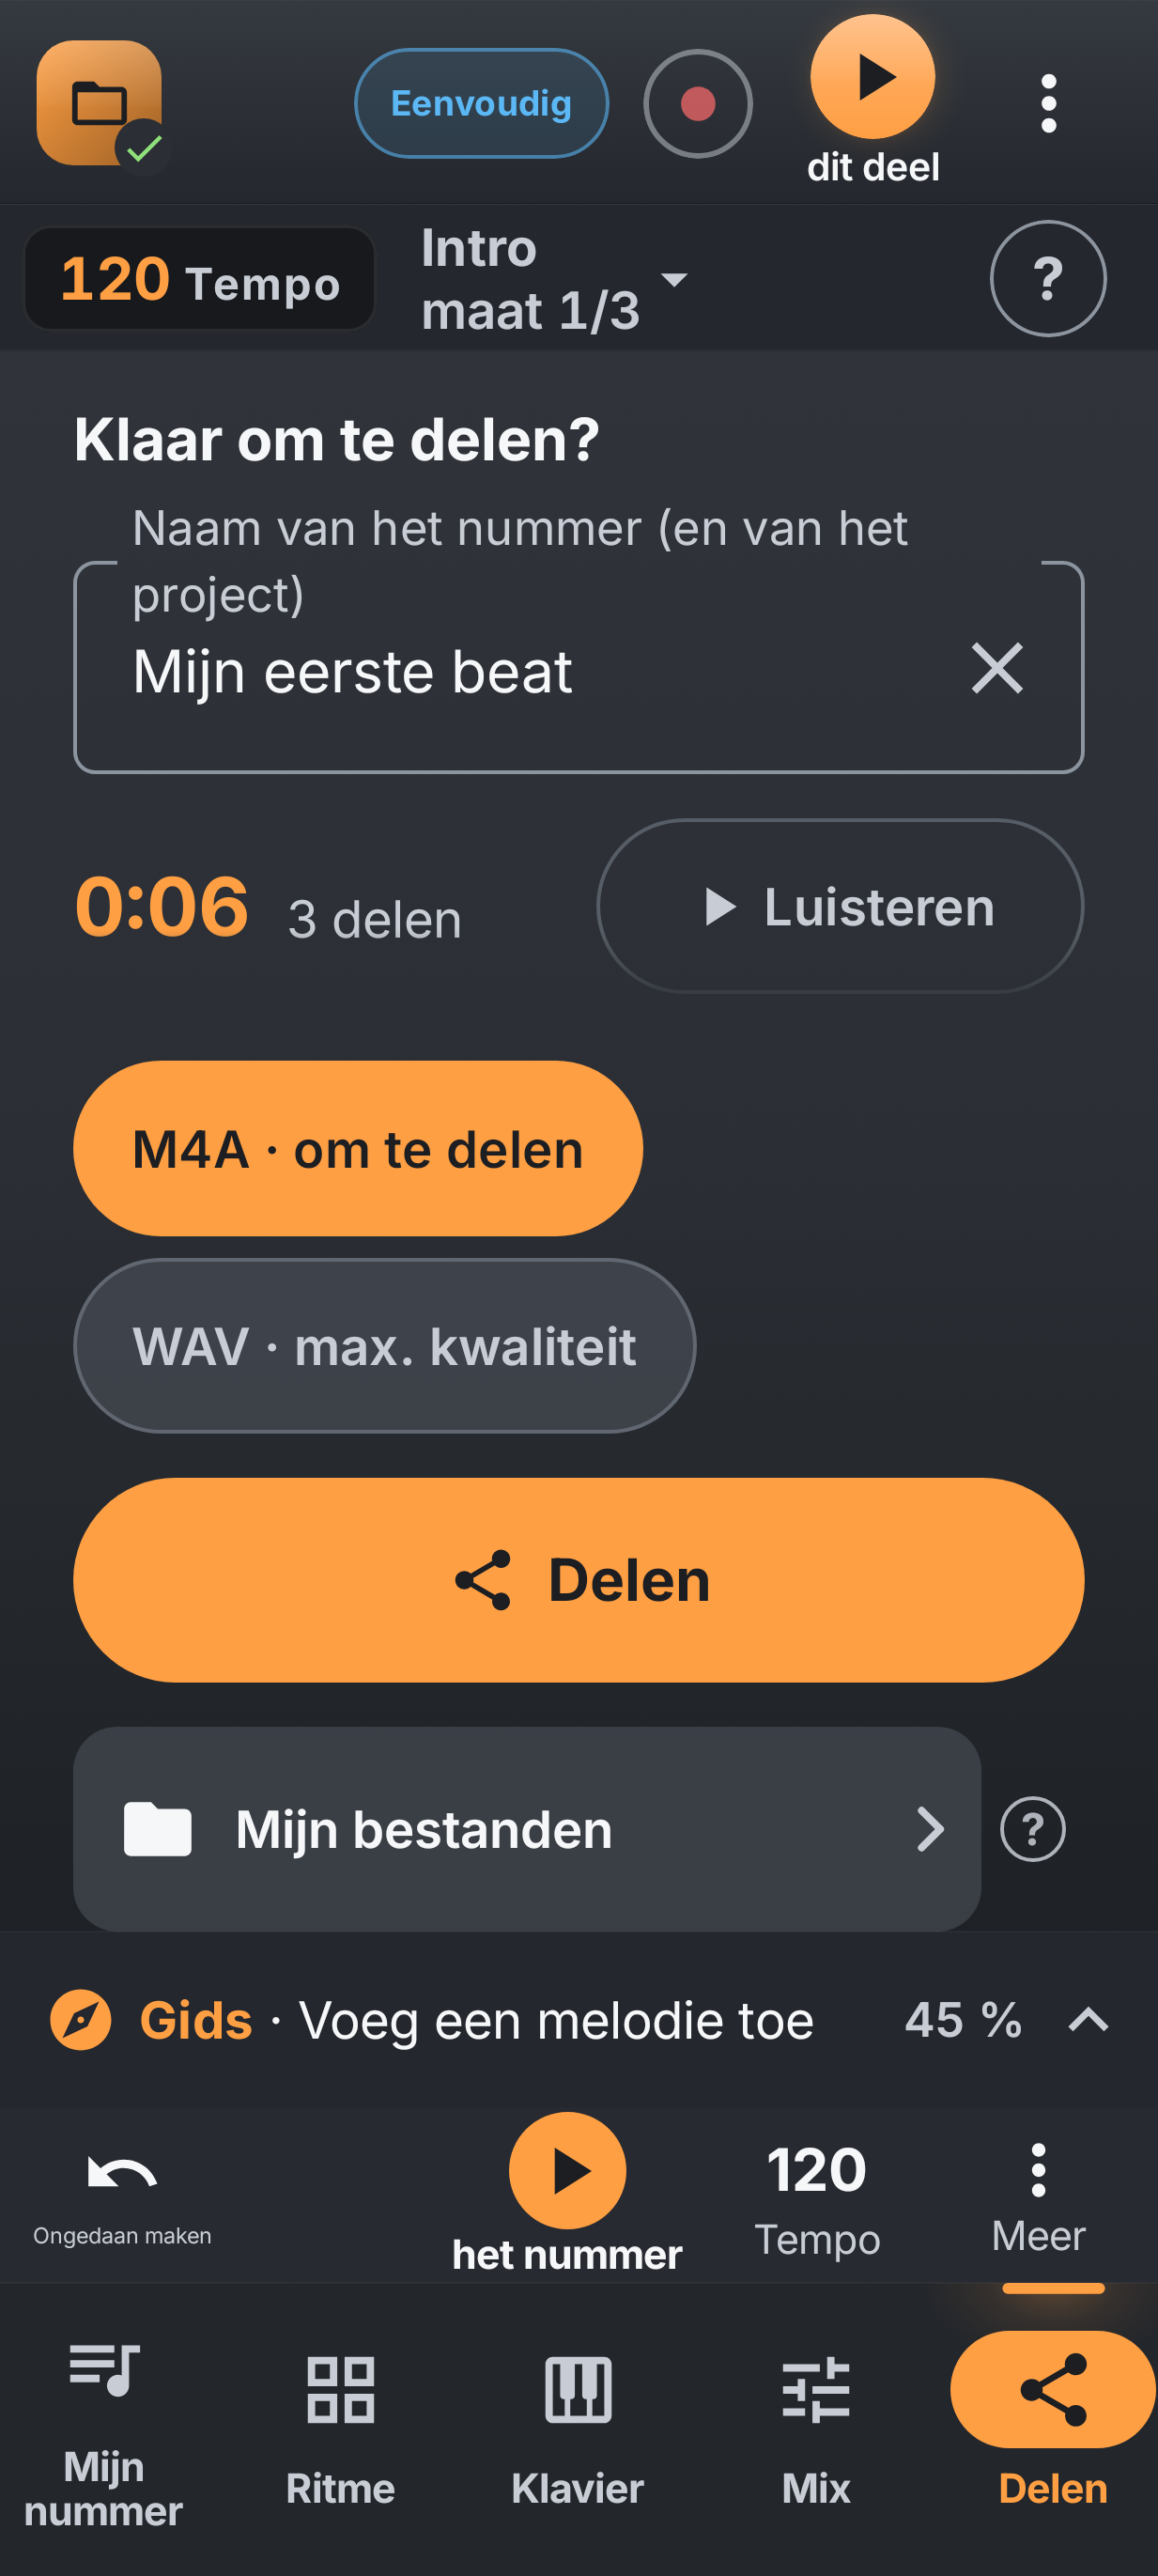 Eenvoudig
dit deel
120 Tempo
Intro
maat 1/3
?
Klaar om te delen?
Naam van het nummer (en van het
project)
Mijn eerste beat
0:06 3 delen
Luisteren
M4A · om te delen
WAV · max. kwaliteit
Delen
Mijn bestanden
?
Gids · Voeg een melodie toe 45 %
Ongedaan maken
het nummer
120
Tempo
Meer
Mijn
nummer
Ritme
Klavier
Mix
Delen